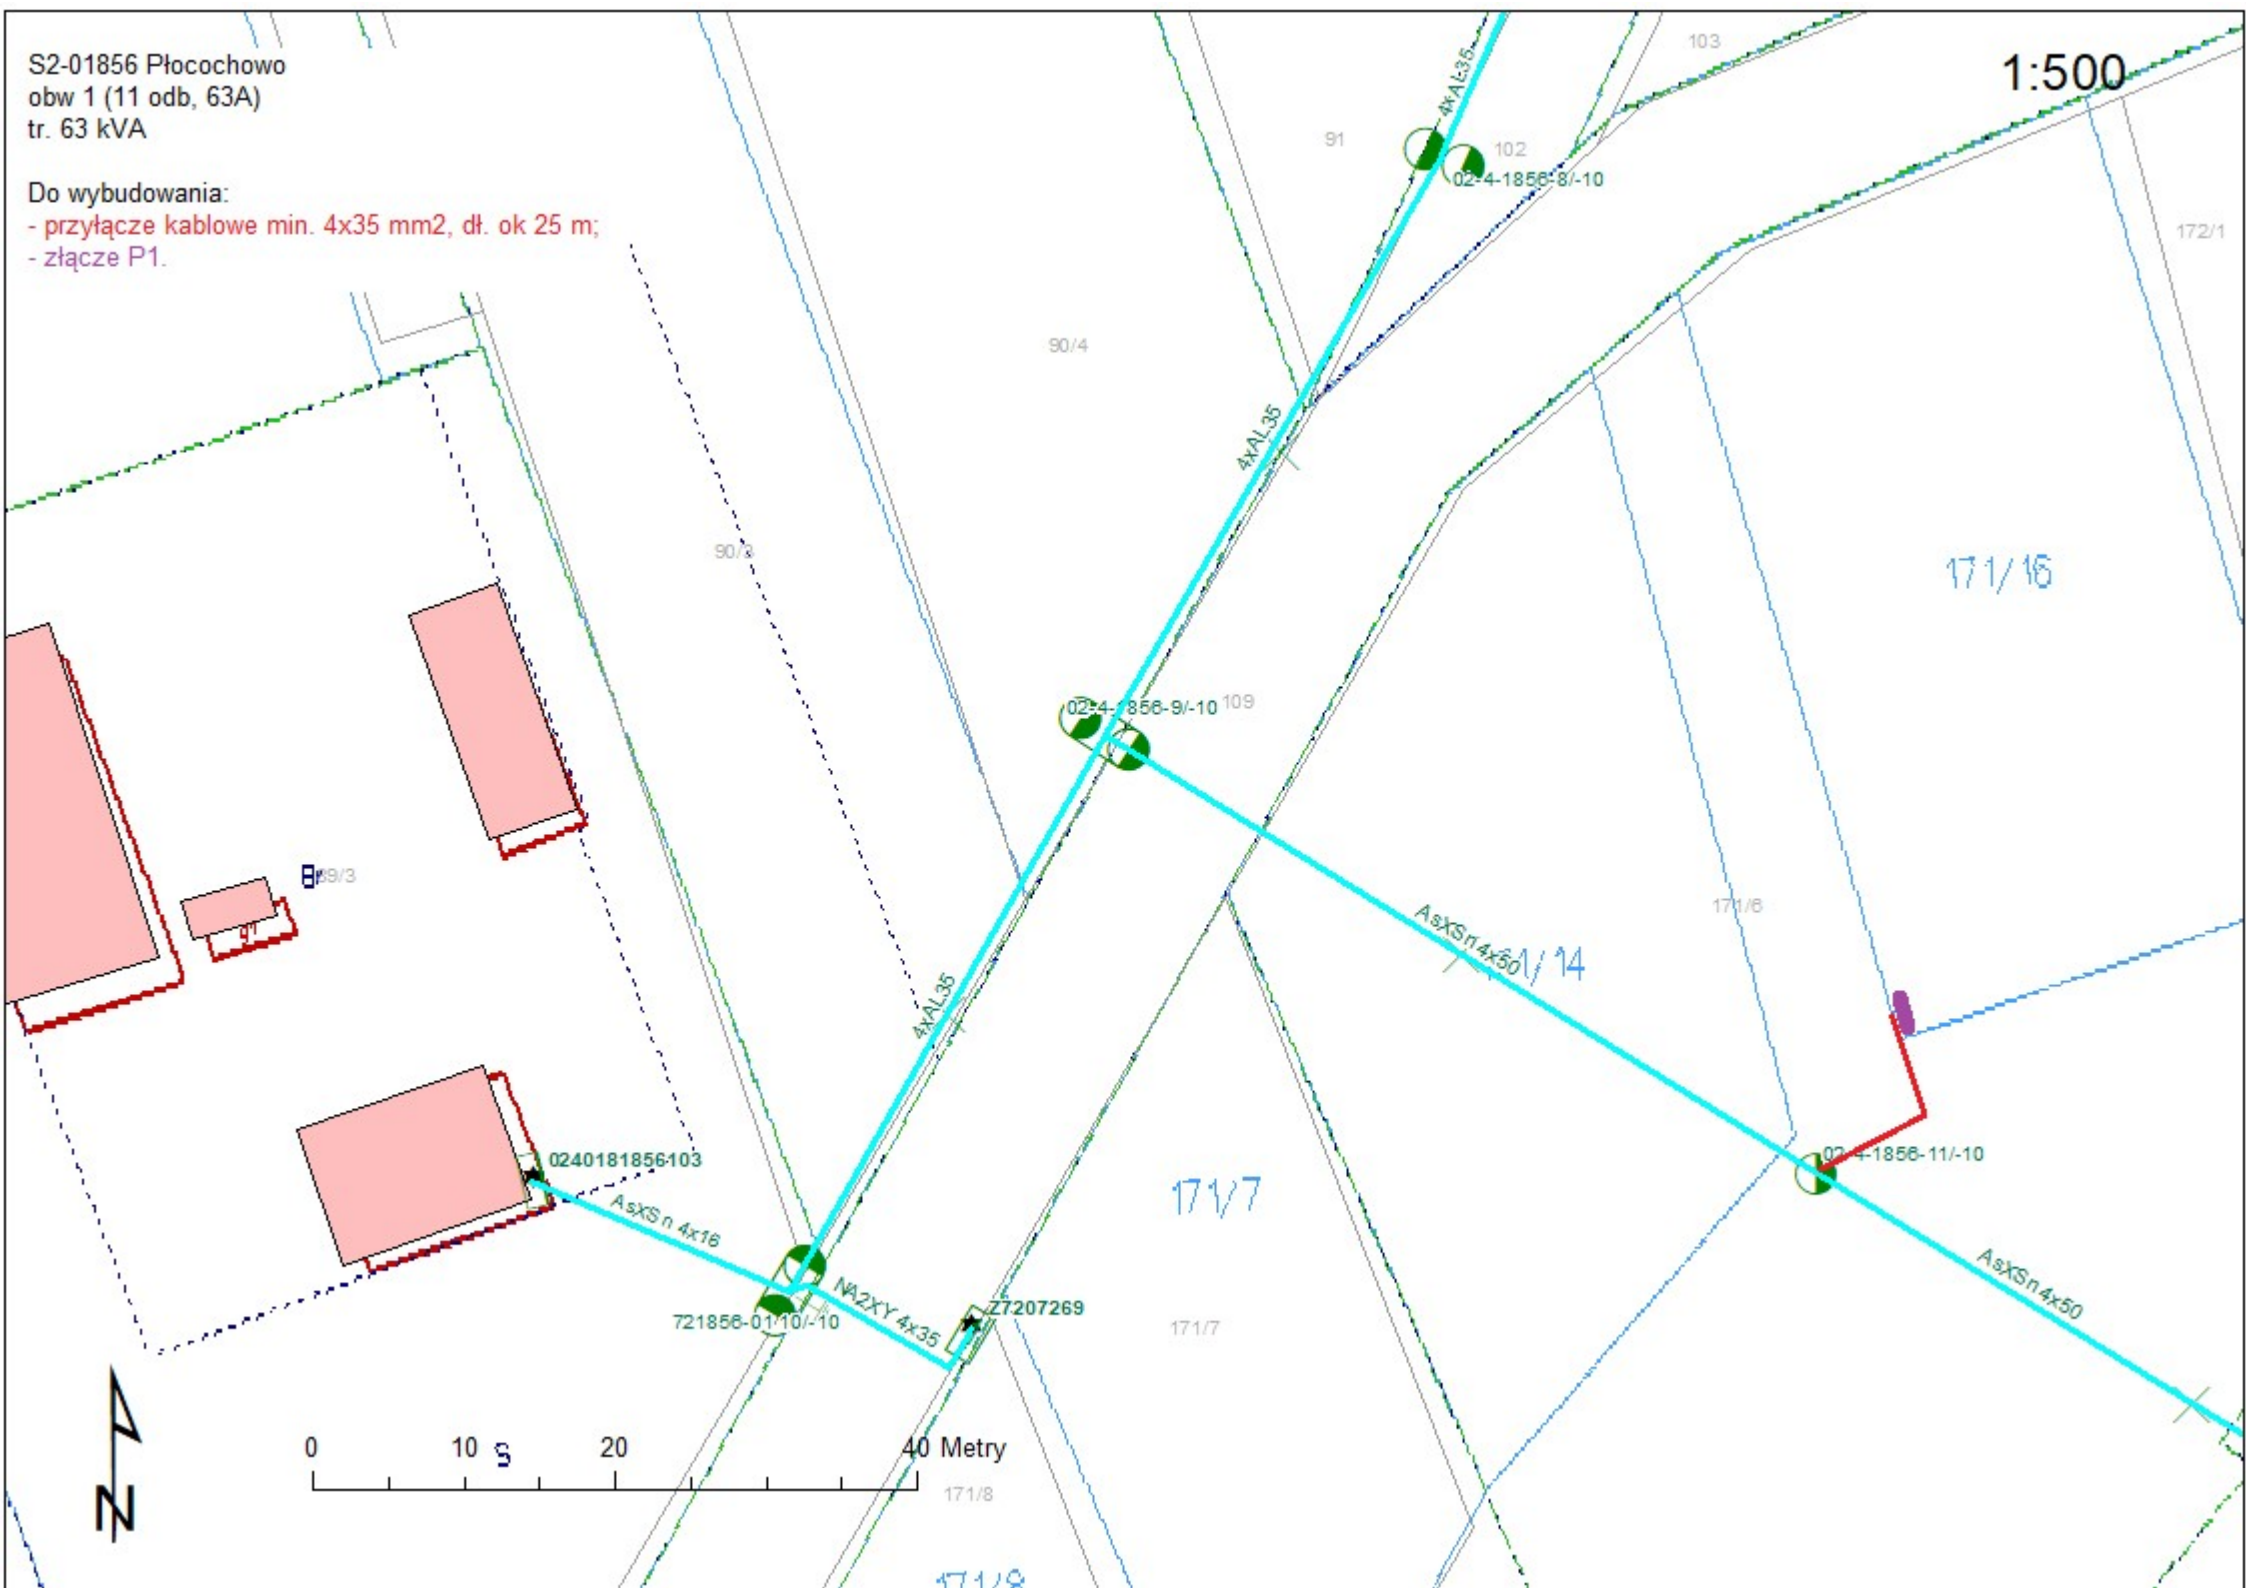 S2-01856 Płocochowo
obw 1 (11 odb, 63A)
tr. 63 kVA
Do wybudowania:
- przyłącze kablowe min. 4x35 mm2, dł. ok 25 m;
- złącze P1.
1:500
103
4xAL35
91
102
02-4-1856-8/-10
172/1
90/4
4xAL35
90/3
171/16
02-4-1856-9/-10
109
89/3
171/6
AsXSn 4x50
4xAL35
02-4-1856-11/-10
0240181856103
171/7
AsXSn 4x16
AsXSn 4x50
NA2XY 4x35
Z7207269
721856-01/10/-10
171/7
0 10 20 40 Metry
S
171/8
N
171/8